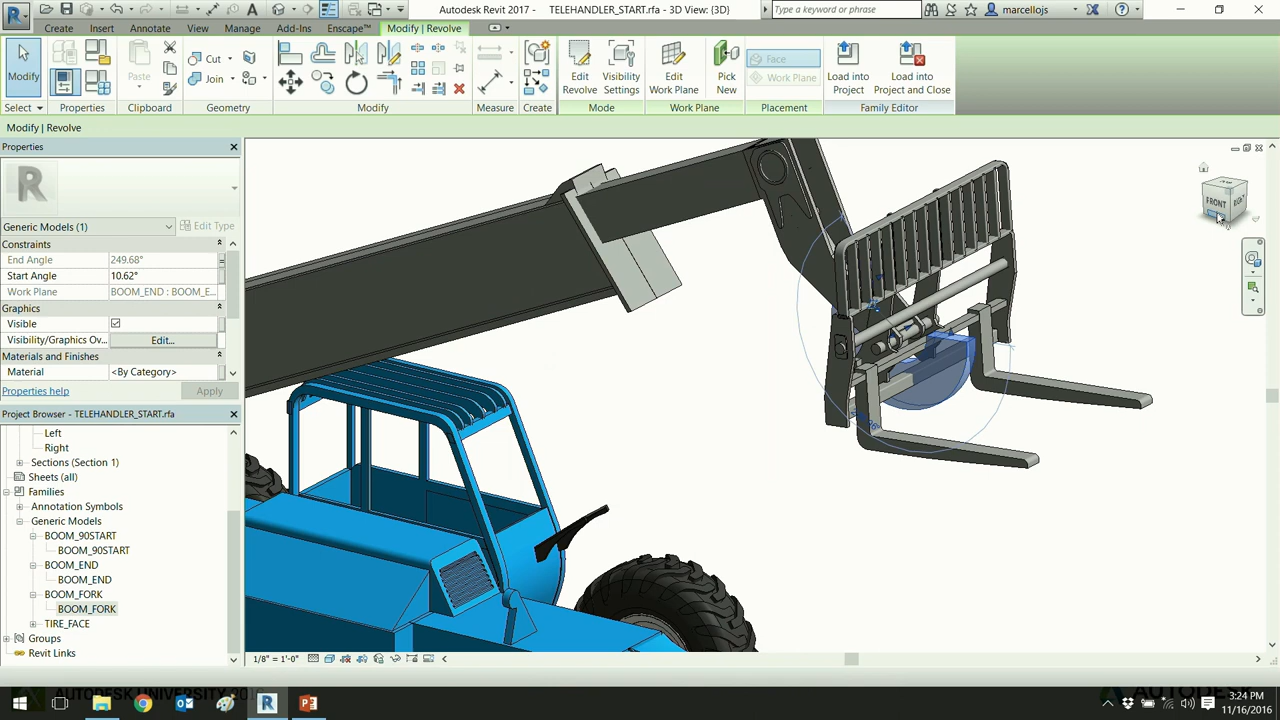 Autodesk Revit 2017 - TELEHANDLER_START.rfa - 3D View: {3D}
Type a keyword or phrase
marcellojs
Create Insert Annotate View Manage Add-Ins Enscape™ Modify | Revolve
Modify
Paste
Cut
Join
Edit Revolve
Visibility Settings
Edit Work Plane
Pick New
Face
Work Plane
Load into Project
Load into Project and Close
Select Properties Clipboard Geometry Modify Measure Create Mode Work Plane Placement Family Editor
Modify | Revolve
Properties
R
Generic Models (1)
Edit Type
Constraints
End Angle 249.68°
Start Angle 10.62°
Work Plane BOOM_END : BOOM_E...
Graphics
Visible
Visibility/Graphics Ov... Edit...
Materials and Finishes
Material <By Category>
Properties help
Apply
Project Browser - TELEHANDLER_START.rfa
Left
Right
Sections (Section 1)
Sheets (all)
Families
Annotation Symbols
Generic Models
BOOM_90START
BOOM_90START
BOOM_END
BOOM_END
BOOM_FORK
BOOM_FORK
TIRE_FACE
Groups
Revit Links
FRONT
1/8" = 1'-0"
AUTODESK UNIVERSITY
3:24 PM
11/16/2016